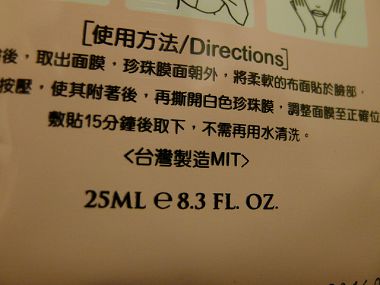 [使用方法/Directions]
後，取出面膜，珍珠膜面朝外，將柔軟的布面貼於臉部，
按壓，使其附著後，再撕開白色珍珠膜，調整面膜至正確位
敷貼15分鐘後取下，不需再用水清洗。
<台灣製造MIT>
25ML e 8.3 FL. OZ.